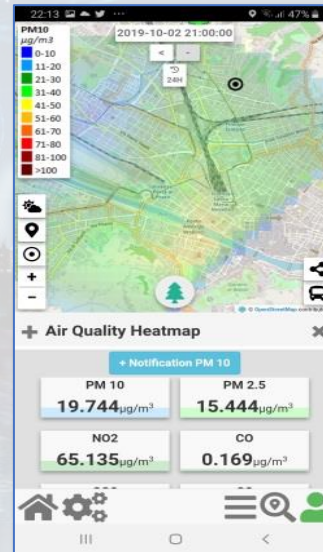 22:13 ... 47%
PM10
µg/m3
0-10
11-20
21-30
31-40
41-50
51-60
61-70
71-80
81-100
>100
2019-10-02 21:00:00
< -
24H
+
-
© OpenStreetMap
+ Air Quality Heatmap ×
+ Notification PM 10
PM 10
19.744µg/m³
PM 2.5
15.444µg/m³
NO2
65.135µg/m³
CO
0.169µg/m³